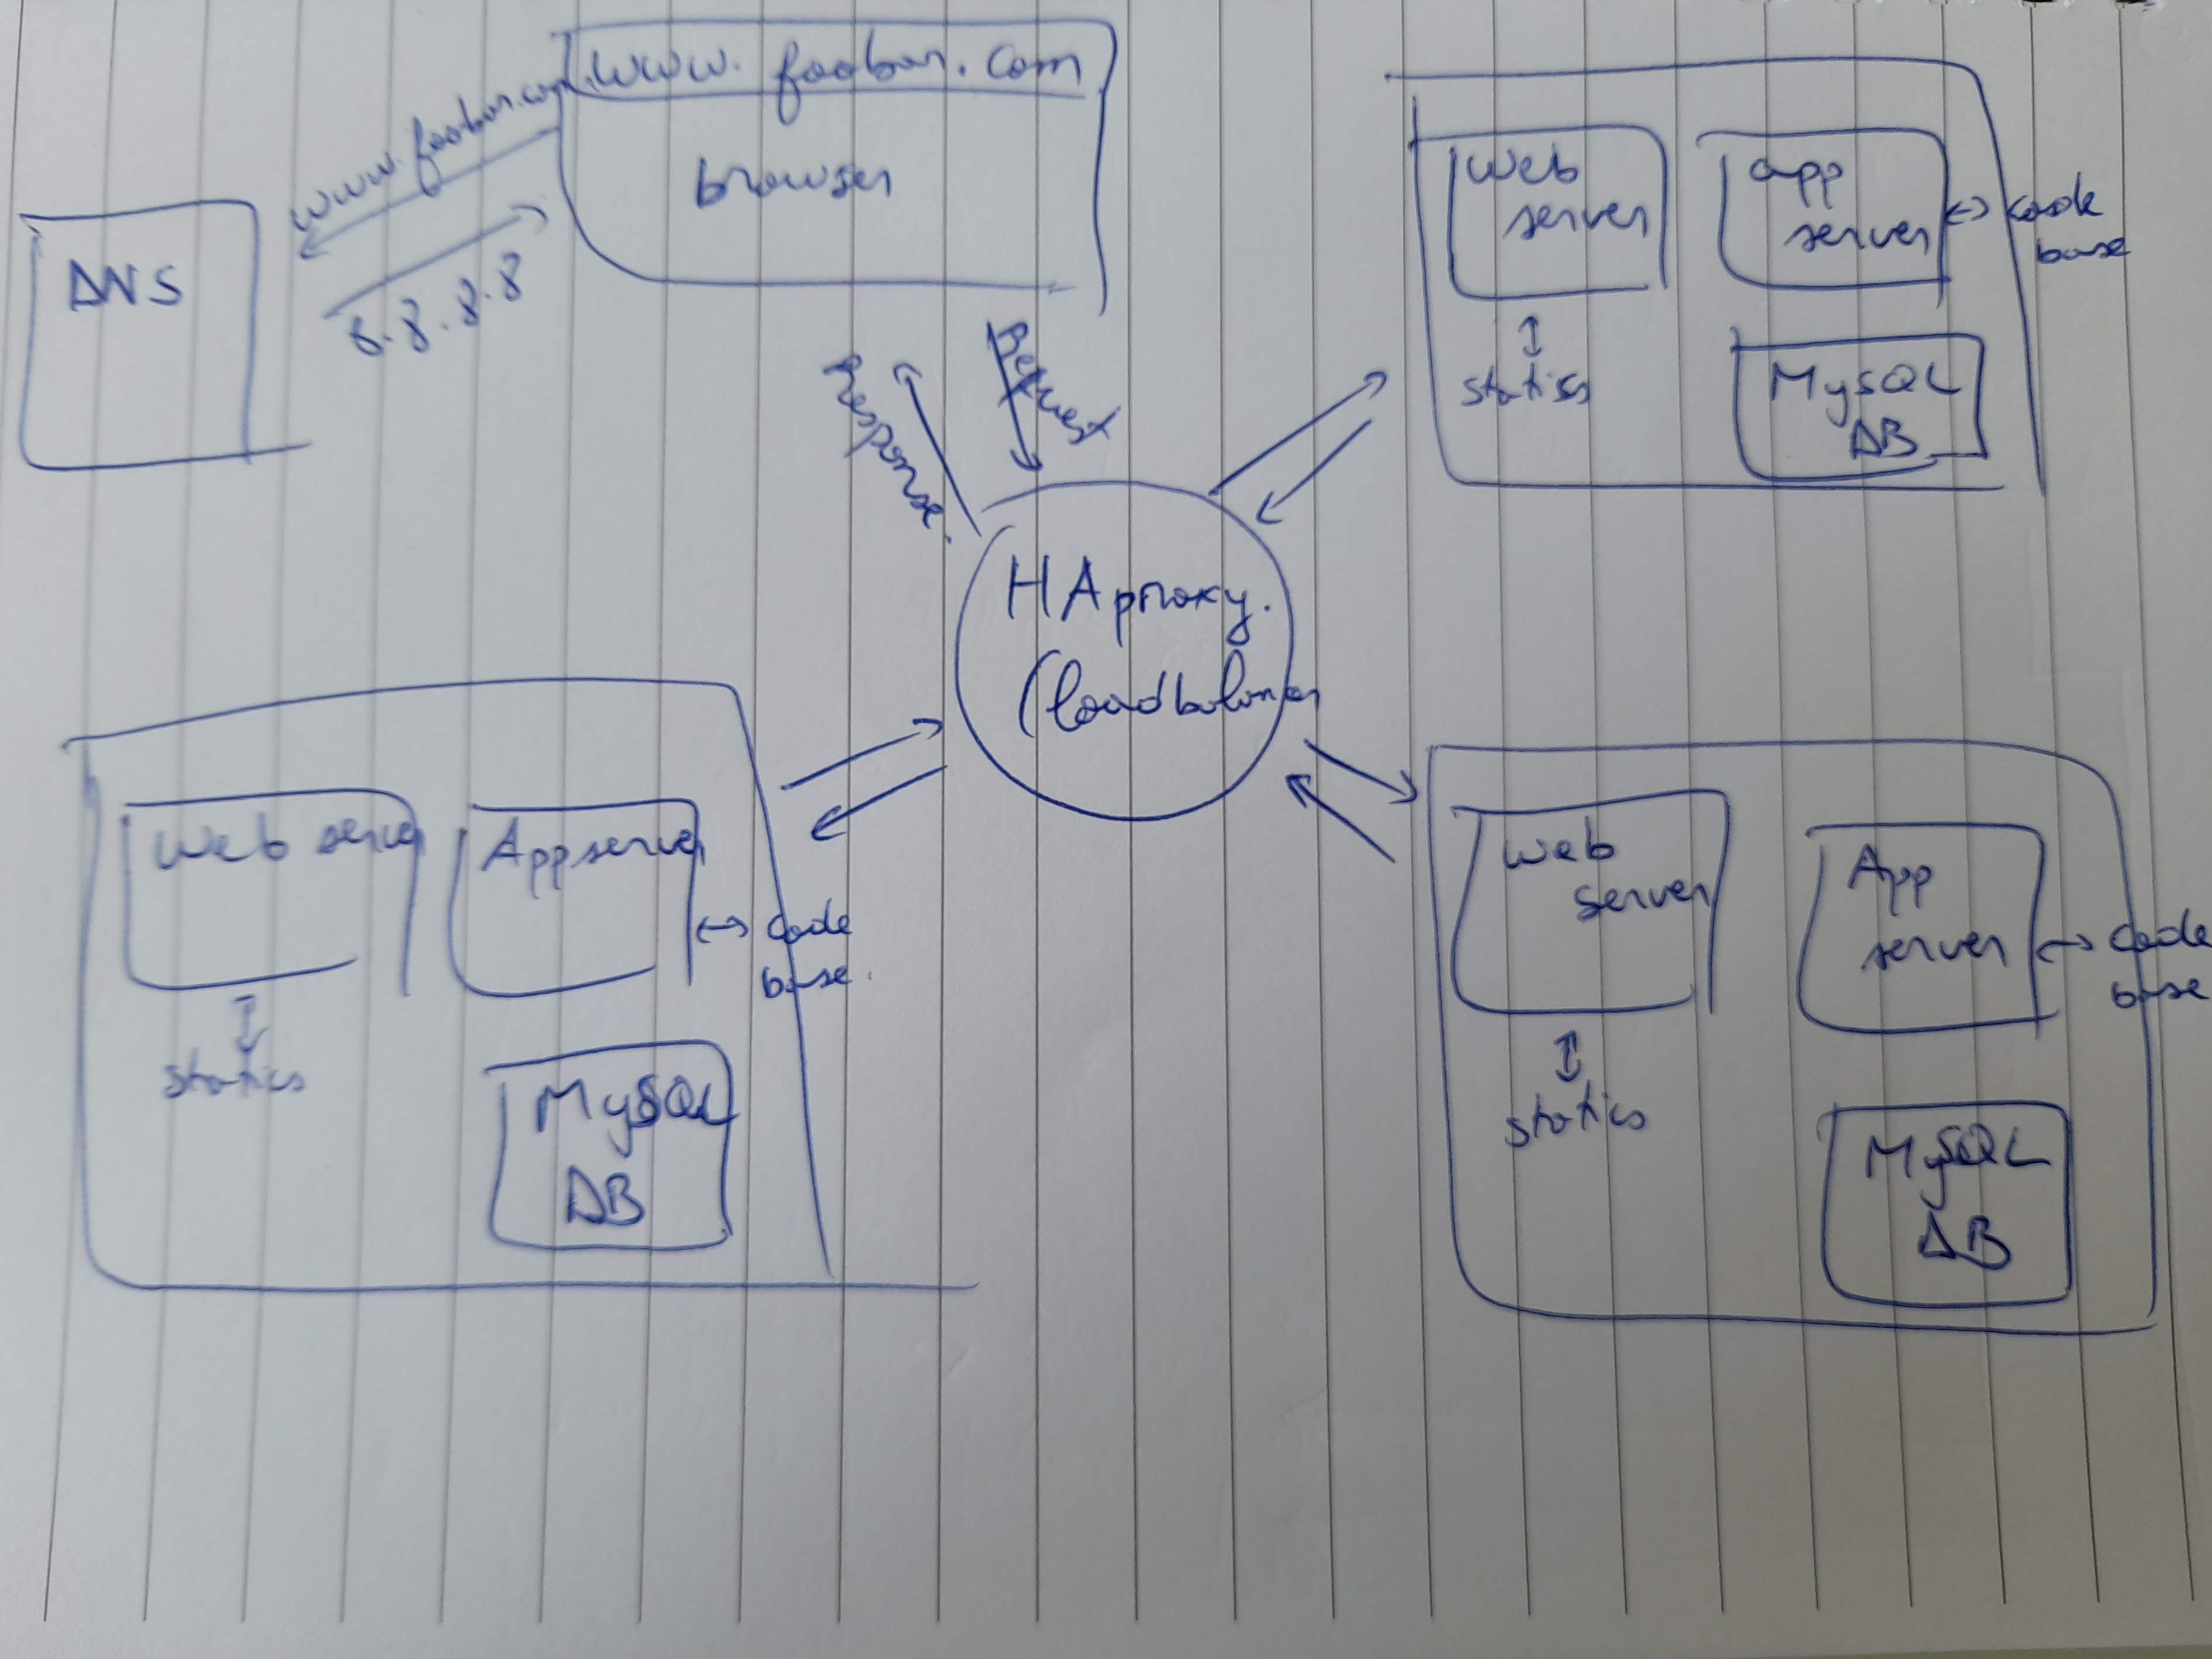 www.foobar.com
browser
www.foobar.com
8.8.8.8
DNS
Request
Response.
HAproxy.
(loadbalancer
web
server
statics
app
server
code
base
MySQL
DB
Web server
statics
Appserver
code
base.
MySQL
DB
web
server
statics
App
server
code
base
MySQL
DB